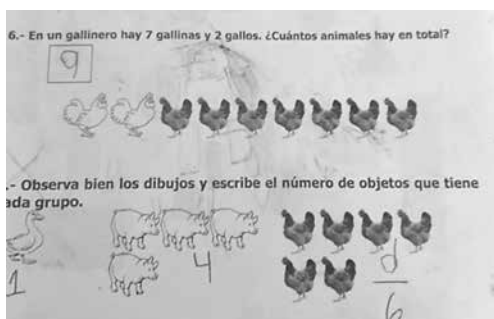 6.- En un gallinero hay 7 gallinas y 2 gallos. ¿Cuántos animales hay en total?
9
.- Observa bien los dibujos y escribe el número de objetos que tiene
ada grupo.
1
4
d
6